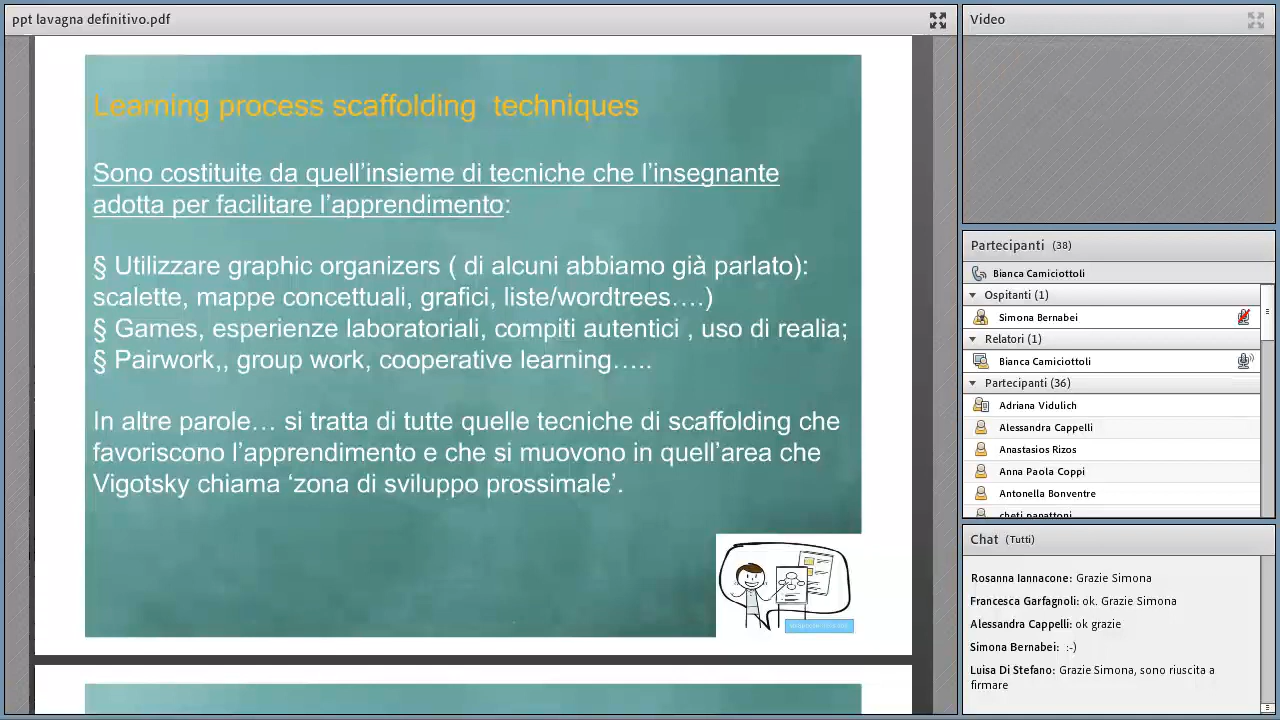 ppt lavagna definitivo.pdf
Learning process scaffolding  techniques
Sono costituite da quell’insieme di tecniche che l’insegnante
adotta per facilitare l’apprendimento:
§ Utilizzare graphic organizers ( di alcuni abbiamo già parlato):
scalette, mappe concettuali, grafici, liste/wordtrees….)
§ Games, esperienze laboratoriali, compiti autentici , uso di realia;
§ Pairwork,, group work, cooperative learning…..
In altre parole… si tratta di tutte quelle tecniche di scaffolding che
favoriscono l’apprendimento e che si muovono in quell’area che
Vigotsky chiama ‘zona di sviluppo prossimale’.
Video
Partecipanti (38)
Bianca Camiciottoli
Ospitanti (1)
Simona Bernabei
Relatori (1)
Bianca Camiciottoli
Partecipanti (36)
Adriana Vidulich
Alessandra Cappelli
Anastasios Rizos
Anna Paola Coppi
Antonella Bonventre
cheti panattoni
Chat (Tutti)
Rosanna Iannacone: Grazie Simona
Francesca Garfagnoli: ok. Grazie Simona
Alessandra Cappelli: ok grazie
Simona Bernabei: :-)
Luisa Di Stefano: Grazie Simona, sono riuscita a
firmare